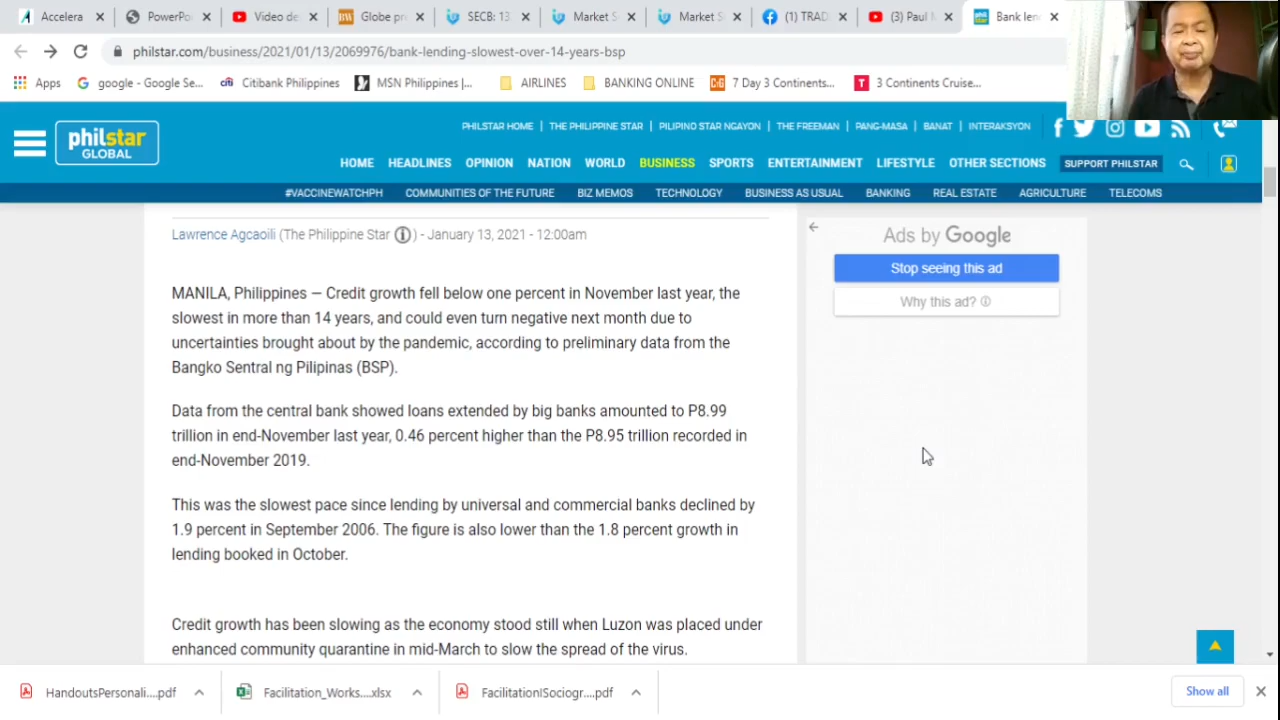 Accelera
PowerPo
Video de
Globe pr
SECB: 13
Market S
Market S
(1) TRAD
(3) Paul M
Bank len
philstar.com/business/2021/01/13/2069976/bank-lending-slowest-over-14-years-bsp
Apps
google - Google Se...
Citibank Philippines
MSN Philippines |...
AIRLINES
BANKING ONLINE
7 Day 3 Continents...
3 Continents Cruise...
philstar
GLOBAL
PHILSTAR HOME | THE PHILIPPINE STAR | PILIPINO STAR NGAYON | THE FREEMAN | PANG-MASA | BANAT | INTERAKSYON
HOME HEADLINES OPINION NATION WORLD BUSINESS SPORTS ENTERTAINMENT LIFESTYLE OTHER SECTIONS SUPPORT PHILSTAR
#VACCINEWATCHPH COMMUNITIES OF THE FUTURE BIZ MEMOS TECHNOLOGY BUSINESS AS USUAL BANKING REAL ESTATE AGRICULTURE TELECOMS
Lawrence Agcaoili (The Philippine Star ) - January 13, 2021 - 12:00am
MANILA, Philippines — Credit growth fell below one percent in November last year, the
slowest in more than 14 years, and could even turn negative next month due to
uncertainties brought about by the pandemic, according to preliminary data from the
Bangko Sentral ng Pilipinas (BSP).
Data from the central bank showed loans extended by big banks amounted to P8.99
trillion in end-November last year, 0.46 percent higher than the P8.95 trillion recorded in
end-November 2019.
This was the slowest pace since lending by universal and commercial banks declined by
1.9 percent in September 2006. The figure is also lower than the 1.8 percent growth in
lending booked in October.
Credit growth has been slowing as the economy stood still when Luzon was placed under
enhanced community quarantine in mid-March to slow the spread of the virus.
Ads by Google
Stop seeing this ad
Why this ad?
HandoutsPersonali....pdf
Facilitation_Works....xlsx
FacilitationISociogr....pdf
Show all